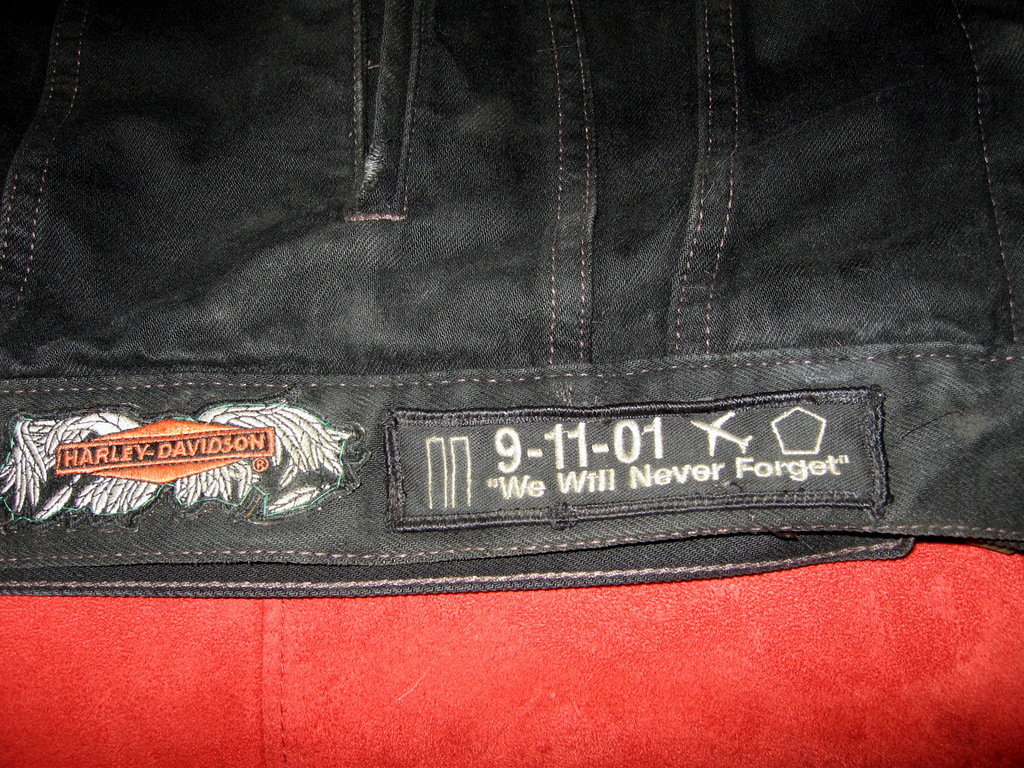 HARLEY-DAVIDSON®
9-11-01
"We Will Never Forget"